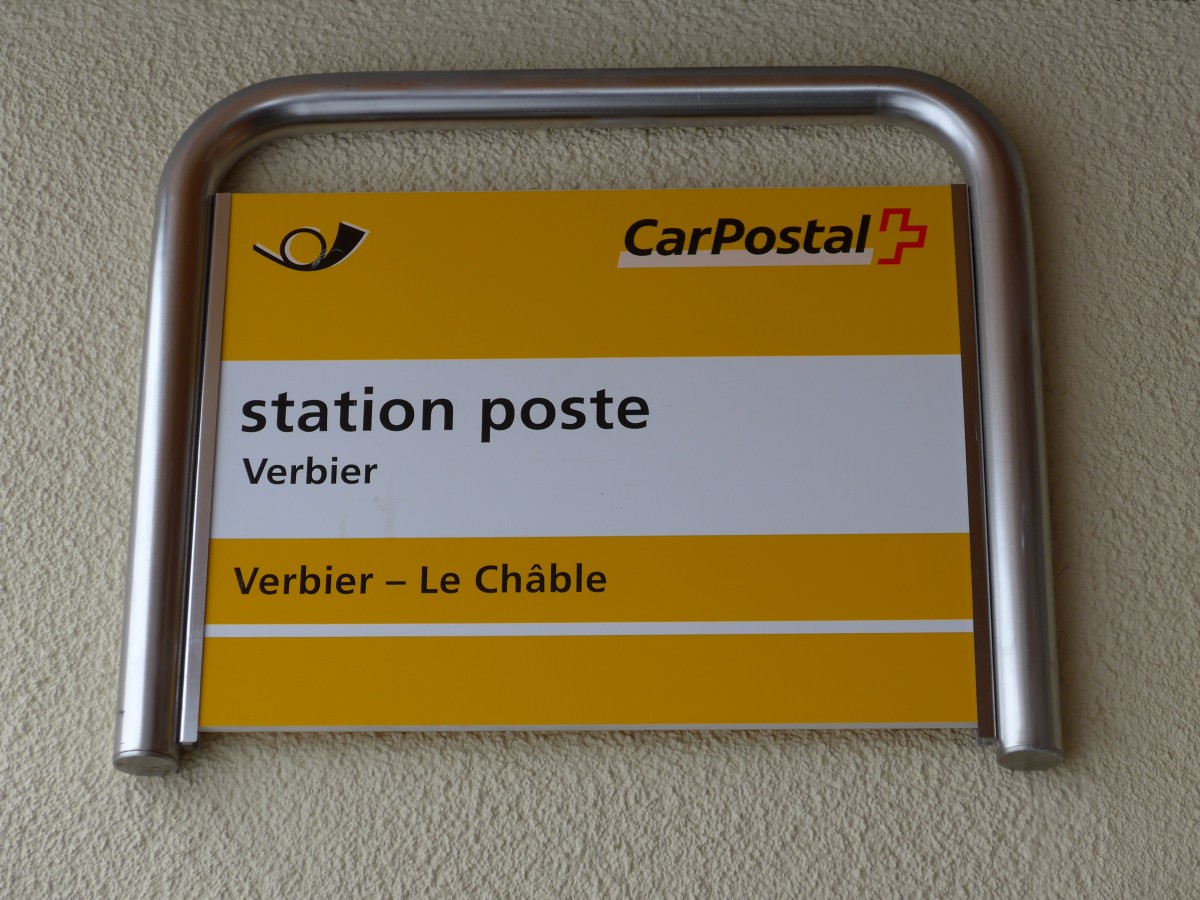 CarPostal
station poste
Verbier
Verbier – Le Châble